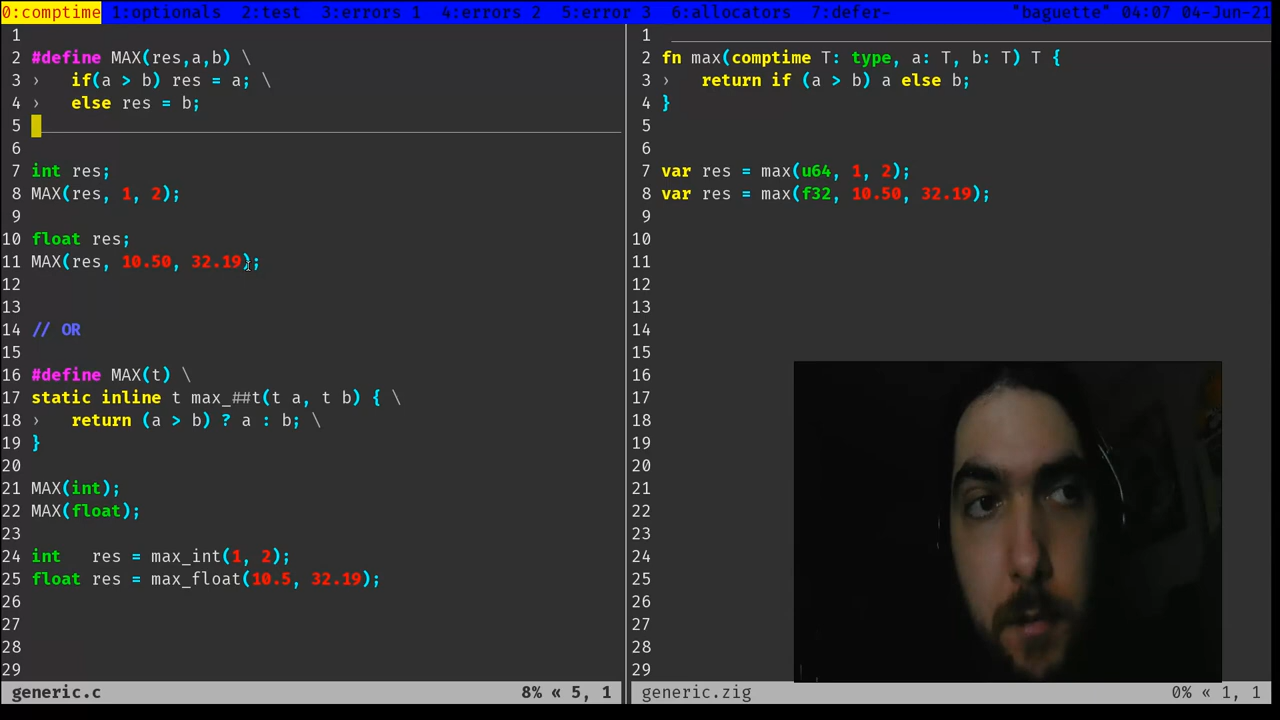 0:comptime 1:optionals 2:test 3:errors 1 4:errors 2 5:error 3 6:allocators 7:defer- "baguette" 04:07 04-Jun-21
1
2 #define MAX(res,a,b) \
3 › if(a > b) res = a; \
4 › else res = b;
5
6
7 int res;
8 MAX(res, 1, 2);
9
10 float res;
11 MAX(res, 10.50, 32.19);
12
13
14 // OR
15
16 #define MAX(t) \
17 static inline t max_##t(t a, t b) { \
18 › return (a > b) ? a : b; \
19 }
20
21 MAX(int);
22 MAX(float);
23
24 int   res = max_int(1, 2);
25 float res = max_float(10.5, 32.19);
26
27
28
29
generic.c 8% « 5, 1
1
2 fn max(comptime T: type, a: T, b: T) T {
3 › return if (a > b) a else b;
4 }
5
6
7 var res = max(u64, 1, 2);
8 var res = max(f32, 10.50, 32.19);
9
10
11
12
13
14
15
16
17
18
19
20
21
22
23
24
25
26
27
28
29
generic.zig 0% « 1, 1